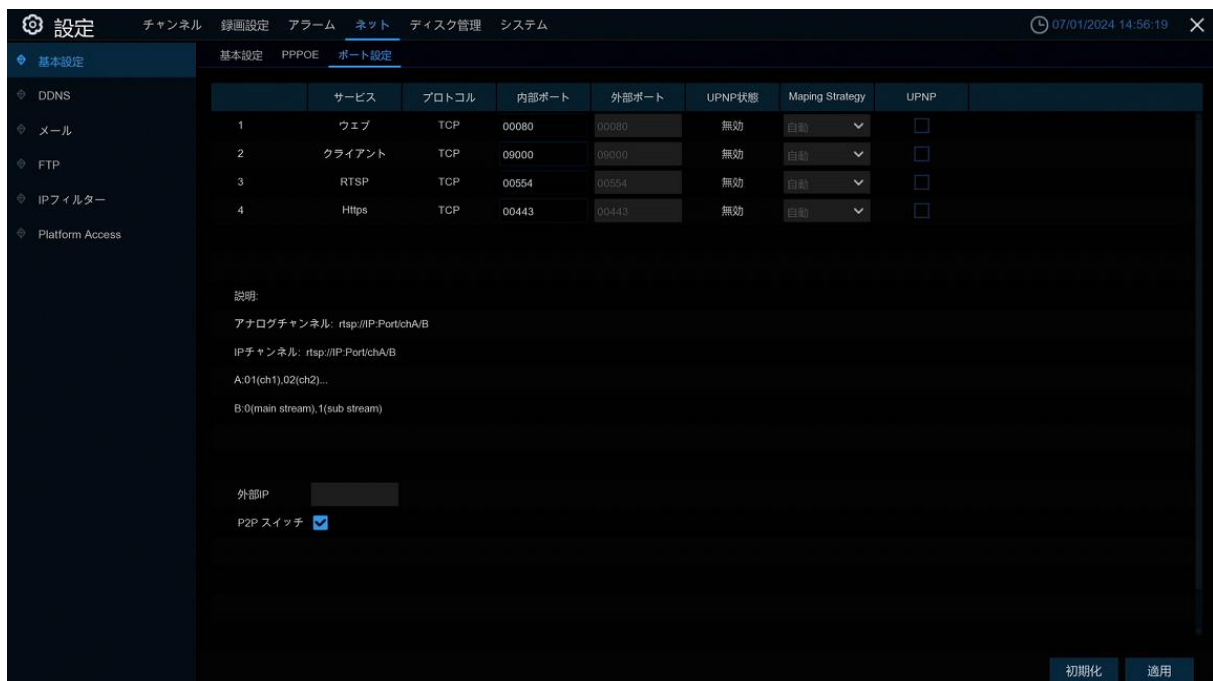 設定 チャンネル 録画設定 アラーム ネット ディスク管理 システム 07/01/2024 14:56:19
基本設定 PPPOE ポート設定
基本設定
DDNS
メール
FTP
IPフィルター
Platform Access
サービス プロトコル 内部ポート 外部ポート UPNP状態 Maping Strategy UPNP
1 ウェブ TCP 00080 00080 無効 自動
2 クライアント TCP 09000 09000 無効 自動
3 RTSP TCP 00554 00554 無効 自動
4 Https TCP 00443 00443 無効 自動
説明:
アナログチャンネル: rtsp://IP:Port/chA/B
IPチャンネル: rtsp://IP:Port/chA/B
A:01(ch1),02(ch2)...
B:0(main stream),1(sub stream)
外部IP
P2P スイッチ
初期化 適用